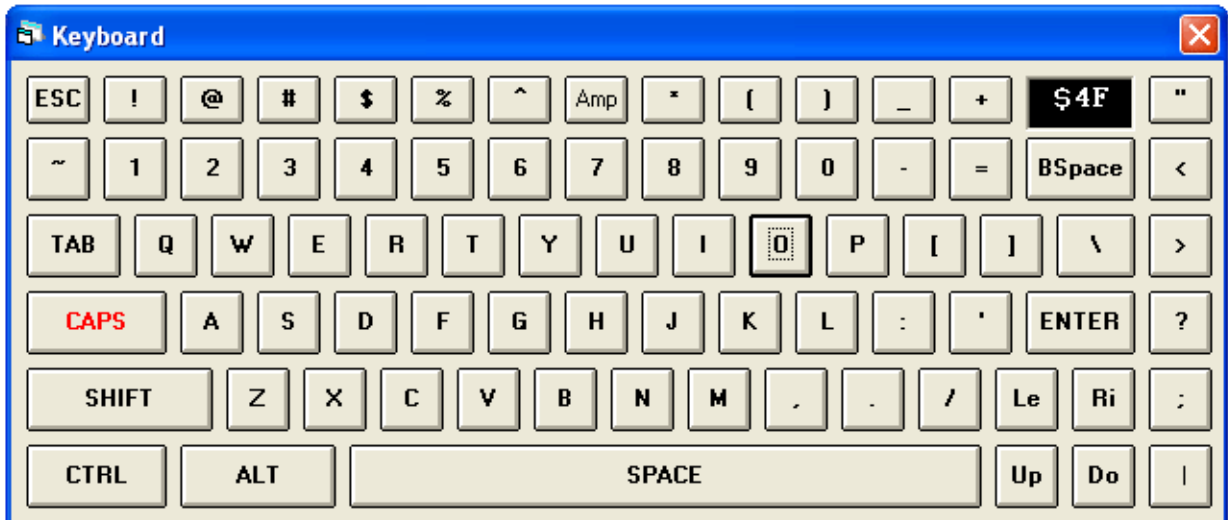 Keyboard
ESC ! @ # $ % ^ Amp * ( ) _ + $4F "
~ 1 2 3 4 5 6 7 8 9 0 - = BSpace <
TAB Q W E R T Y U I O P [ ] \ >
CAPS A S D F G H J K L : ' ENTER ?
SHIFT Z X C V B N M , . / Le Ri ;
CTRL ALT SPACE Up Do |